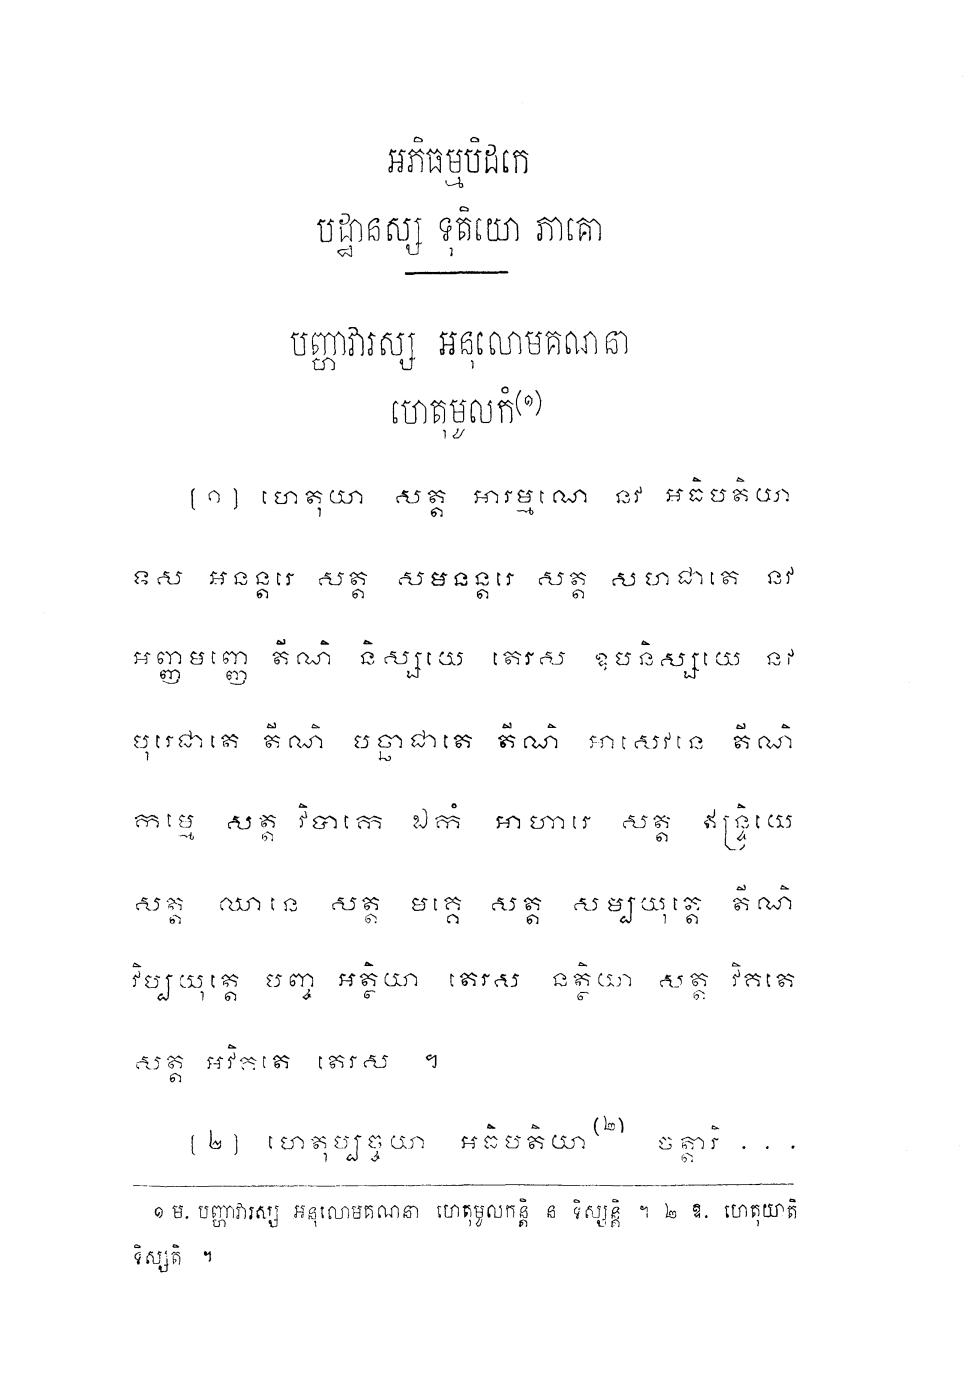 អភិធម្មបិដកេ
បដ្ឋានស្ស ទុតិយោ ភាគោ
បញ្ហាវារស្ស អនុលោមគណនា
ហេតុមូលកំ(១)
[១] ហេតុយា សត្ត អារម្មណេ នវ អធិបតិយា
ទស អនន្តរេ សត្ត សមនន្តរេ សត្ត សហជាតេ នវ
អញ្ញមញ្ញេ តីណិ និស្សយេ តេរស ឧបនិស្សយេ នវ
បុរេជាតេ តីណិ បច្ឆាជាតេ តីណិ អាសេវនេ តីណិ
កម្មេ សត្ត វិបាកេ ឯកំ អាហារេ សត្ត ឥន្ទ្រិយេ
សត្ត ឈានេ សត្ត មគ្គេ សត្ត សម្បយុត្តេ តីណិ
វិប្បយុត្តេ បញ្ច អត្ថិយា តេរស នត្ថិយា សត្ត វិគតេ
សត្ត អវិគតេ តេរស ។
[២] ហេតុប្បច្ចយា អធិបតិយា(២) ចត្តារិ . . .
១ ម. បញ្ហាវារស្ស អនុលោមគណនា ហេតុមូលកន្តិ ន ទិស្សន្តិ ។ ២ ឱ. ហេតុយាតិ
ទិស្សតិ ។